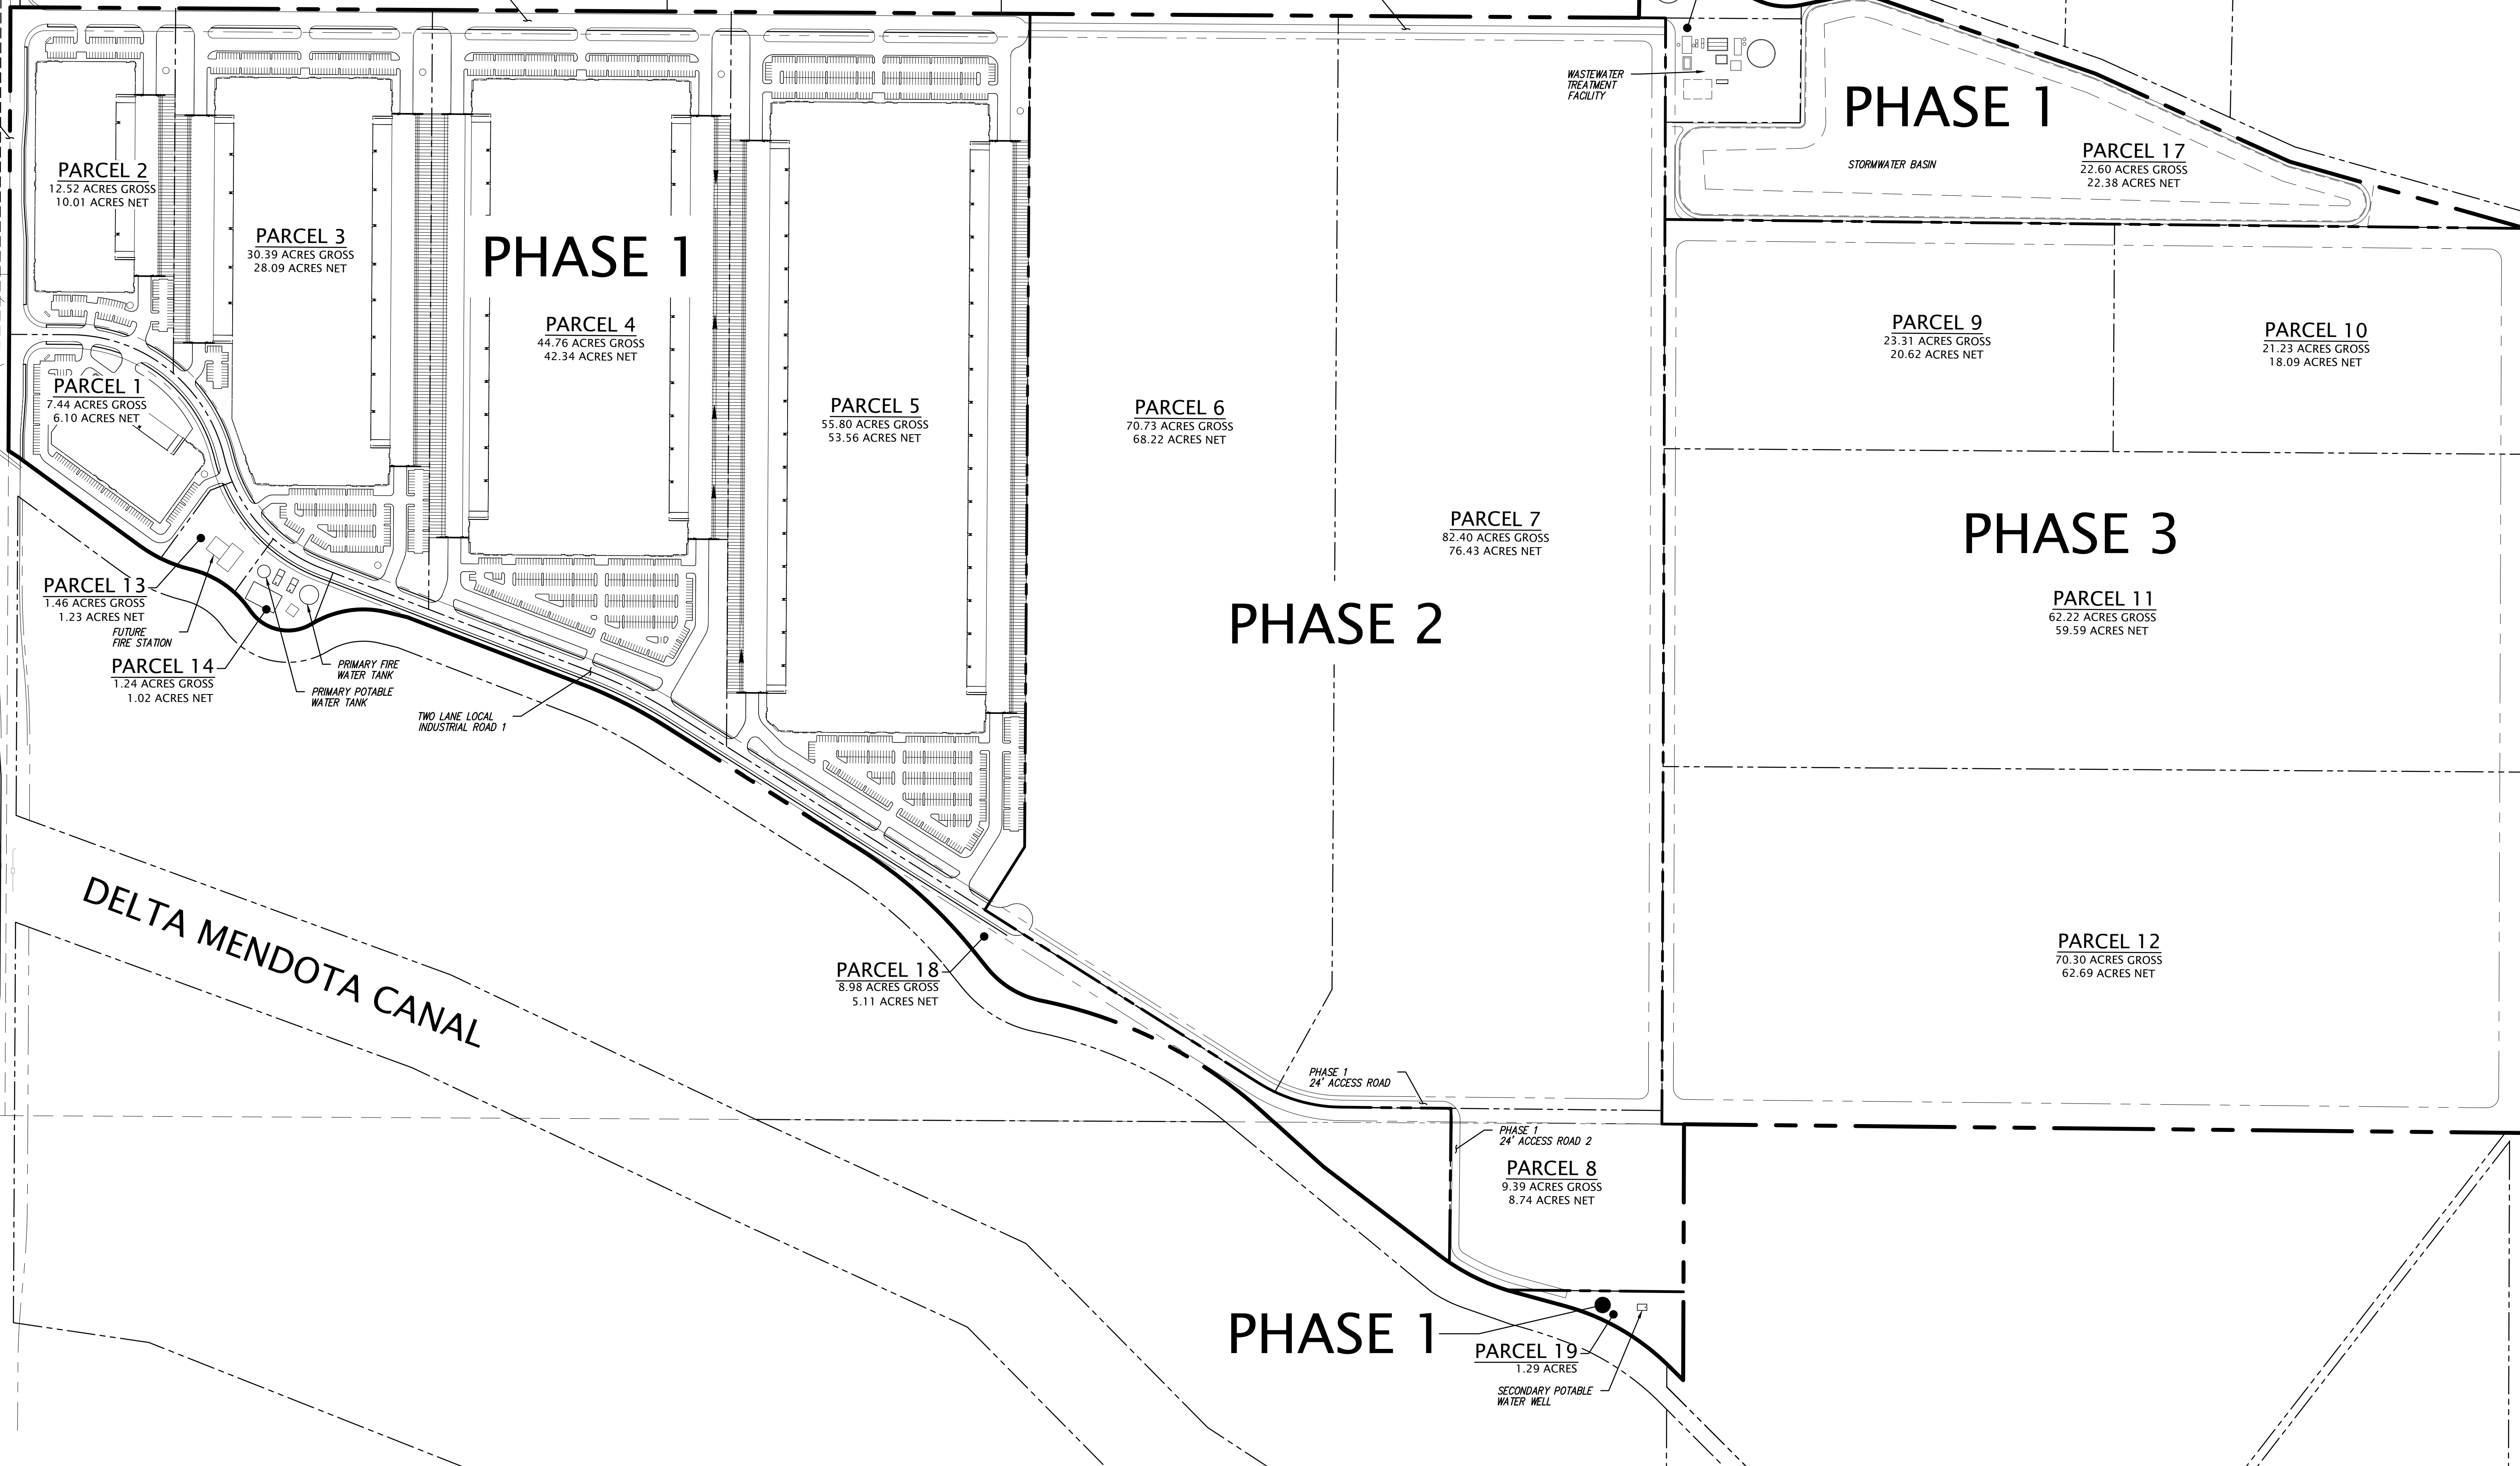 WASTEWATER
TREATMENT
FACILITY
PHASE 1
STORMWATER BASIN
PARCEL 17
22.60 ACRES GROSS
22.38 ACRES NET
PARCEL 2
12.52 ACRES GROSS
10.01 ACRES NET
PARCEL 3
30.39 ACRES GROSS
28.09 ACRES NET
PHASE 1
PARCEL 4
44.76 ACRES GROSS
42.34 ACRES NET
PARCEL 1
7.44 ACRES GROSS
6.10 ACRES NET
PARCEL 5
55.80 ACRES GROSS
53.56 ACRES NET
PARCEL 6
70.73 ACRES GROSS
68.22 ACRES NET
PARCEL 7
82.40 ACRES GROSS
76.43 ACRES NET
PHASE 2
PARCEL 9
23.31 ACRES GROSS
20.62 ACRES NET
PARCEL 10
21.23 ACRES GROSS
18.09 ACRES NET
PHASE 3
PARCEL 11
62.22 ACRES GROSS
59.59 ACRES NET
PARCEL 12
70.30 ACRES GROSS
62.69 ACRES NET
PARCEL 13
1.46 ACRES GROSS
1.23 ACRES NET
FUTURE
FIRE STATION
PARCEL 14
1.24 ACRES GROSS
1.02 ACRES NET
PRIMARY FIRE
WATER TANK
PRIMARY POTABLE
WATER TANK
TWO LANE LOCAL
INDUSTRIAL ROAD 1
DELTA MENDOTA CANAL
PARCEL 18
8.98 ACRES GROSS
5.11 ACRES NET
PHASE 1
24' ACCESS ROAD
PHASE 1
24' ACCESS ROAD 2
PARCEL 8
9.39 ACRES GROSS
8.74 ACRES NET
PHASE 1
PARCEL 19
1.29 ACRES
SECONDARY POTABLE
WATER WELL